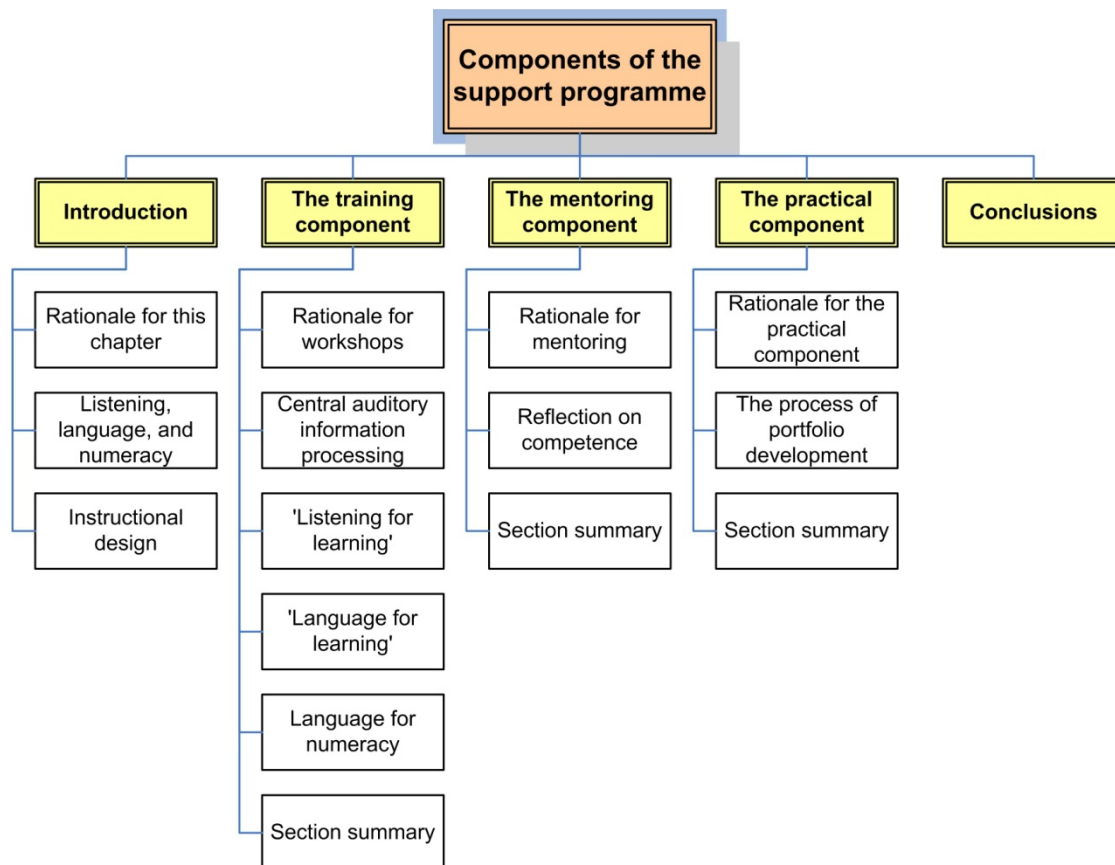 Components of the
support programme
Introduction
The training
component
The mentoring
component
The practical
component
Conclusions
Rationale for this
chapter
Listening,
language, and
numeracy
Instructional
design
Rationale for
workshops
Central auditory
information
processing
'Listening for
learning'
'Language for
learning'
Language for
numeracy
Section summary
Rationale for
mentoring
Reflection on
competence
Section summary
Rationale for the
practical
component
The process of
portfolio
development
Section summary